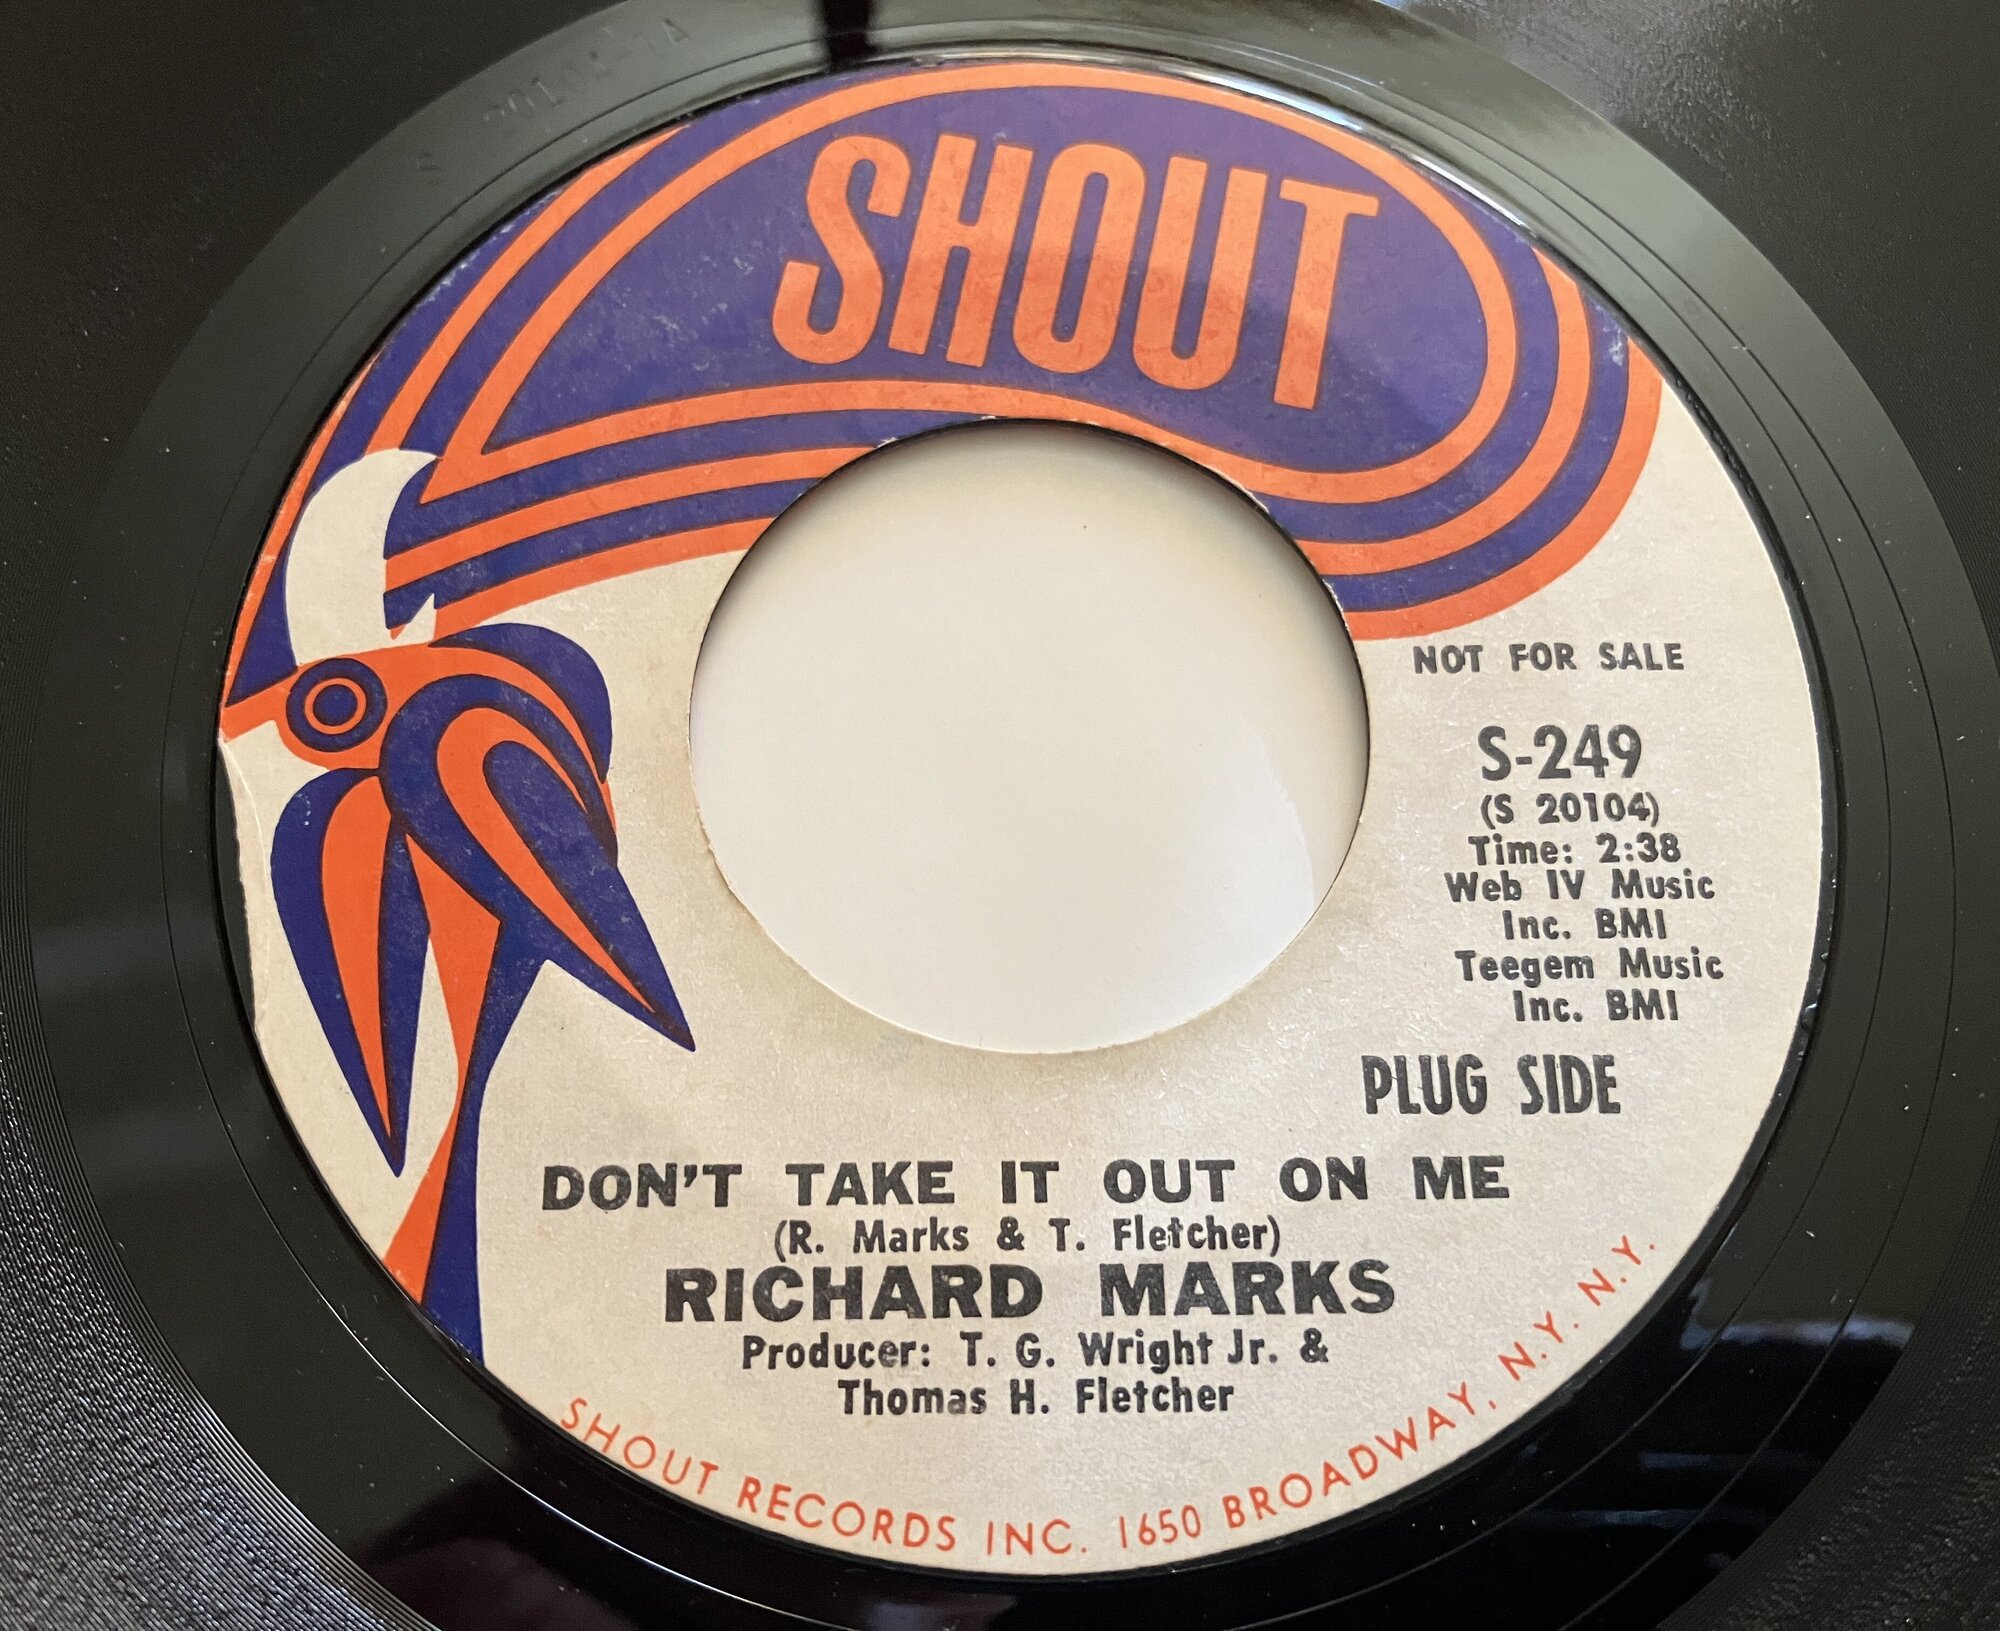 SHOUT
NOT FOR SALE
S-249
(S 20104)
Time: 2:38
Web IV Music
Inc. BMI
Teegem Music
Inc. BMI
PLUG SIDE
DON'T TAKE IT OUT ON ME
(R. Marks & T. Fletcher)
RICHARD MARKS
Producer: T. G. Wright Jr. &
Thomas H. Fletcher
SHOUT RECORDS INC. 1650 BROADWAY, N.Y. N.Y.